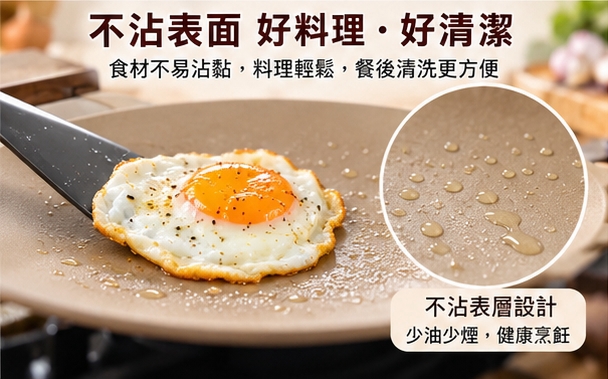 不沾表面 好料理·好清潔
食材不易沾黏，料理輕鬆，餐後清洗更方便
不沾表層設計
少油少煙，健康烹飪